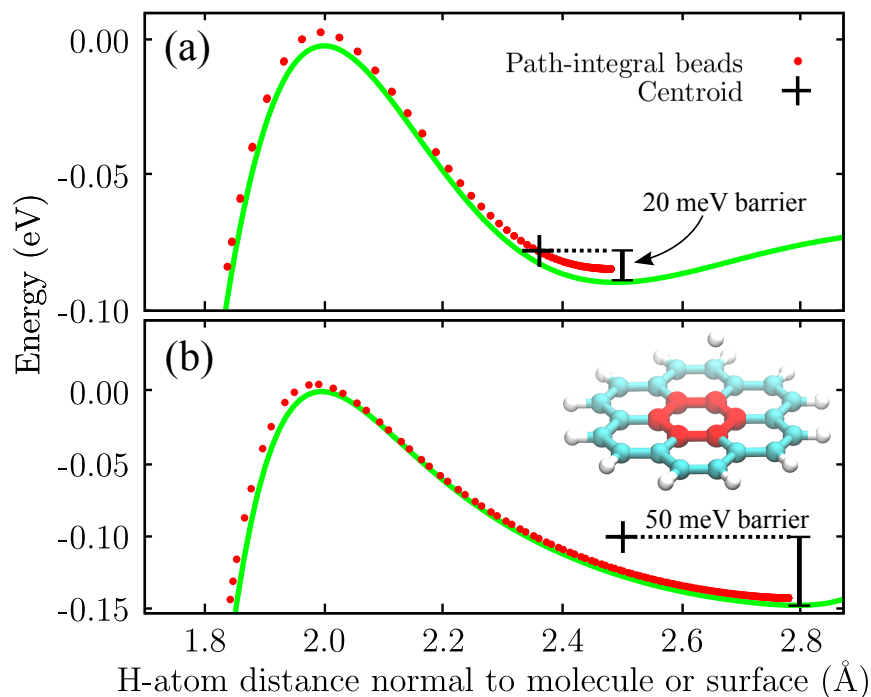 (a)
Path-integral beads
Centroid
20 meV barrier
0.00
-0.05
-0.10
Energy (eV)
(b)
50 meV barrier
0.00
-0.05
-0.10
-0.15
1.8 2.0 2.2 2.4 2.6 2.8
H-atom distance normal to molecule or surface (Å)